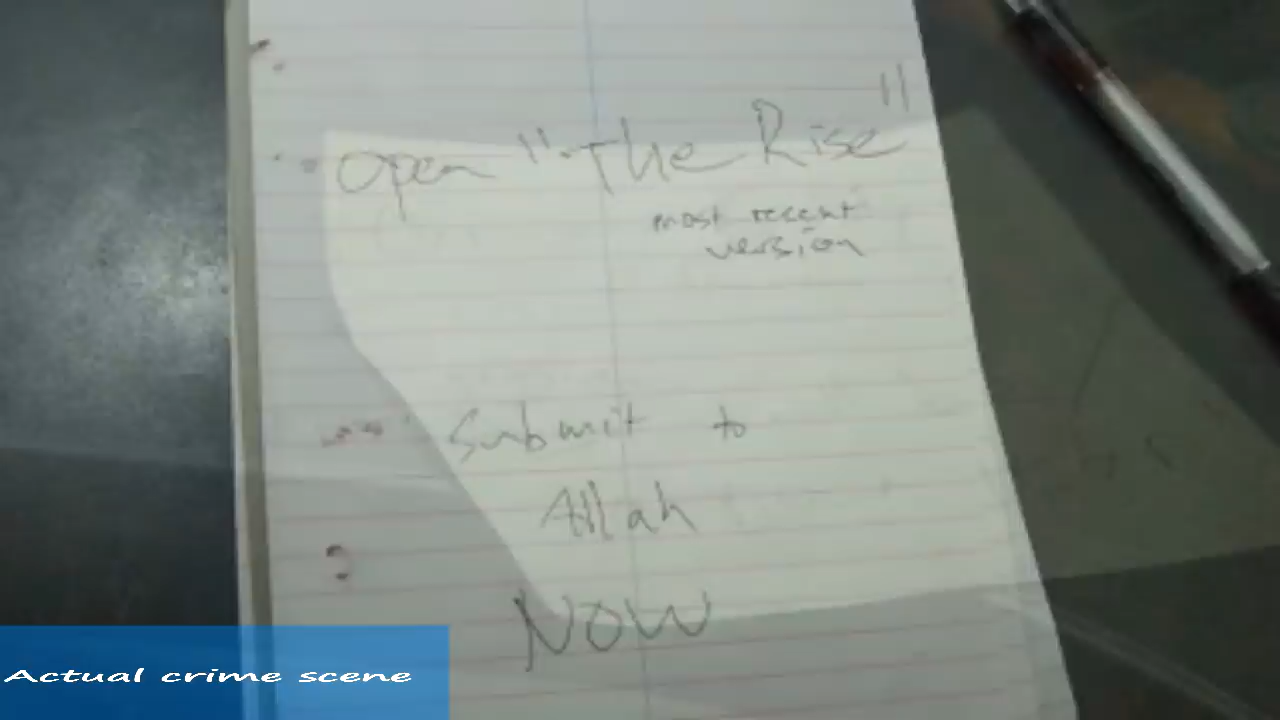 Open "The Rise"
most recent
version
Submit to
Allah
NOW
Actual crime scene